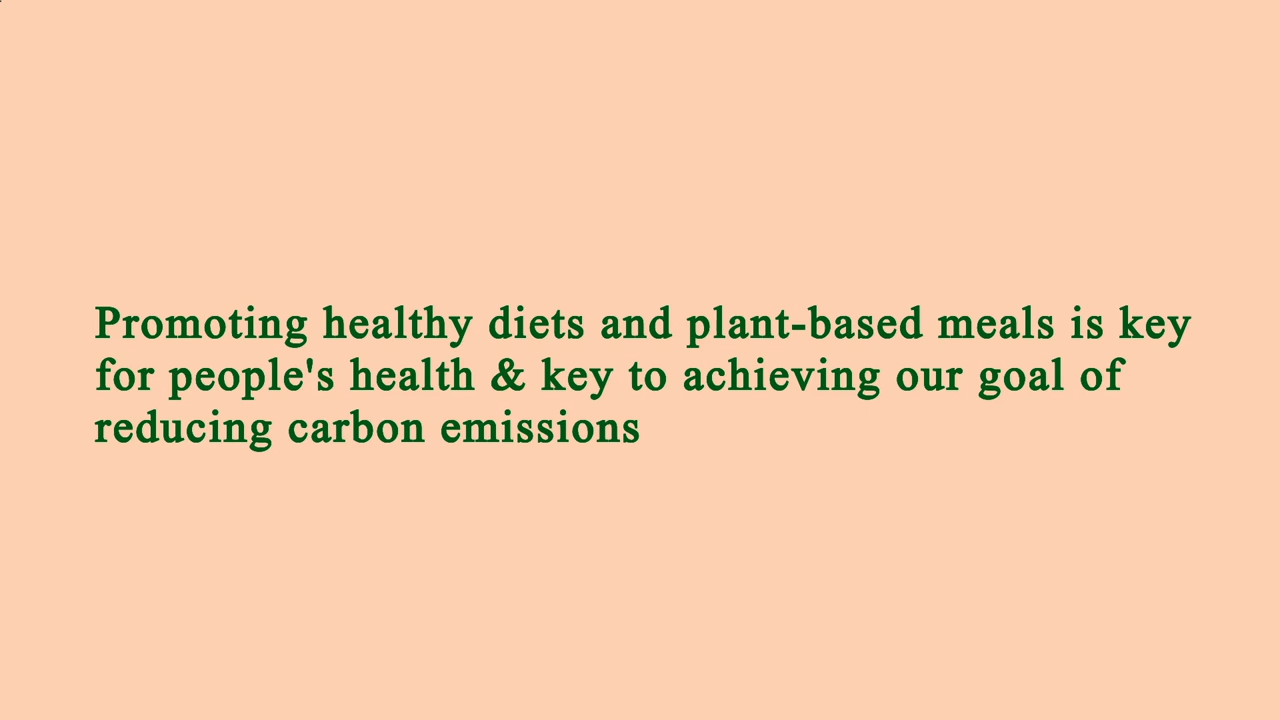 Promoting healthy diets and plant-based meals is key
for people's health & key to achieving our goal of
reducing carbon emissions